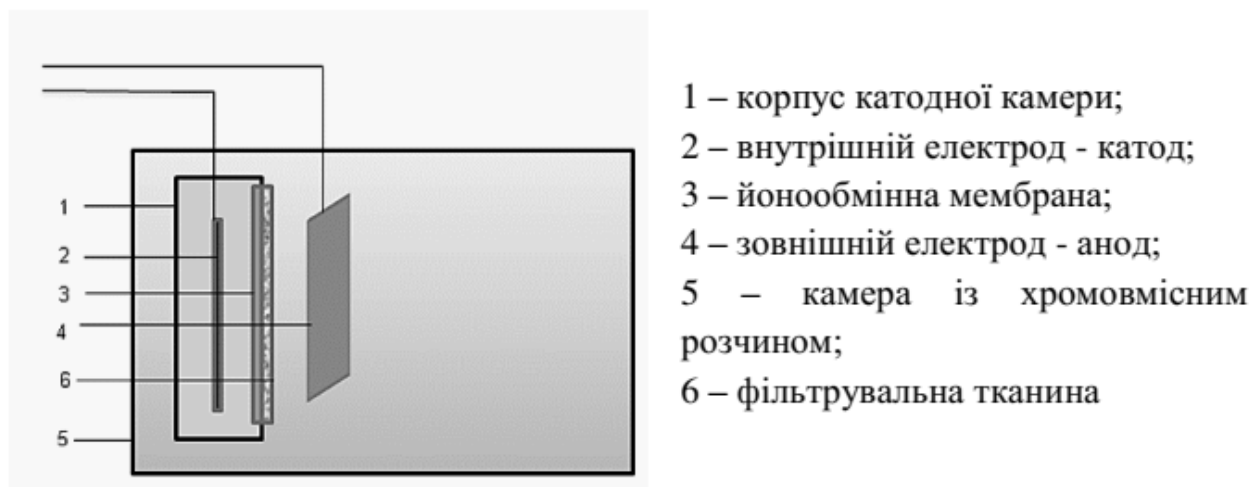 1
2
3
4
6
5
1 – корпус катодної камери;
2 – внутрішній електрод - катод;
3 – йонообмінна мембрана;
4 – зовнішній електрод - анод;
5 – камера із хромовмісним
розчином;
6 – фільтрувальна тканина